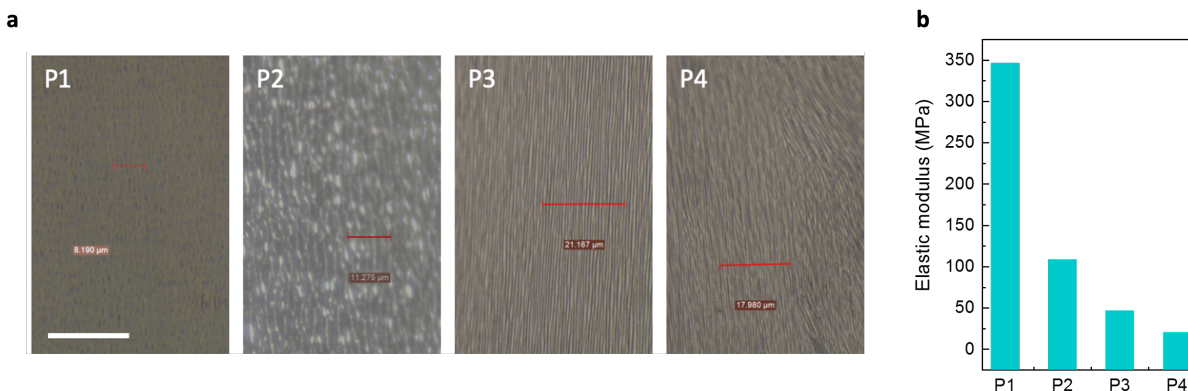 a
b
P1
P2
P3
P4
8.190 µm
11.275 µm
21.167 µm
17.980 µm
Elastic modulus (MPa)
350
300
250
200
150
100
50
0
P1
P2
P3
P4